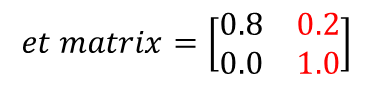 et matrix = [0.8 0.2
0.0 1.0]